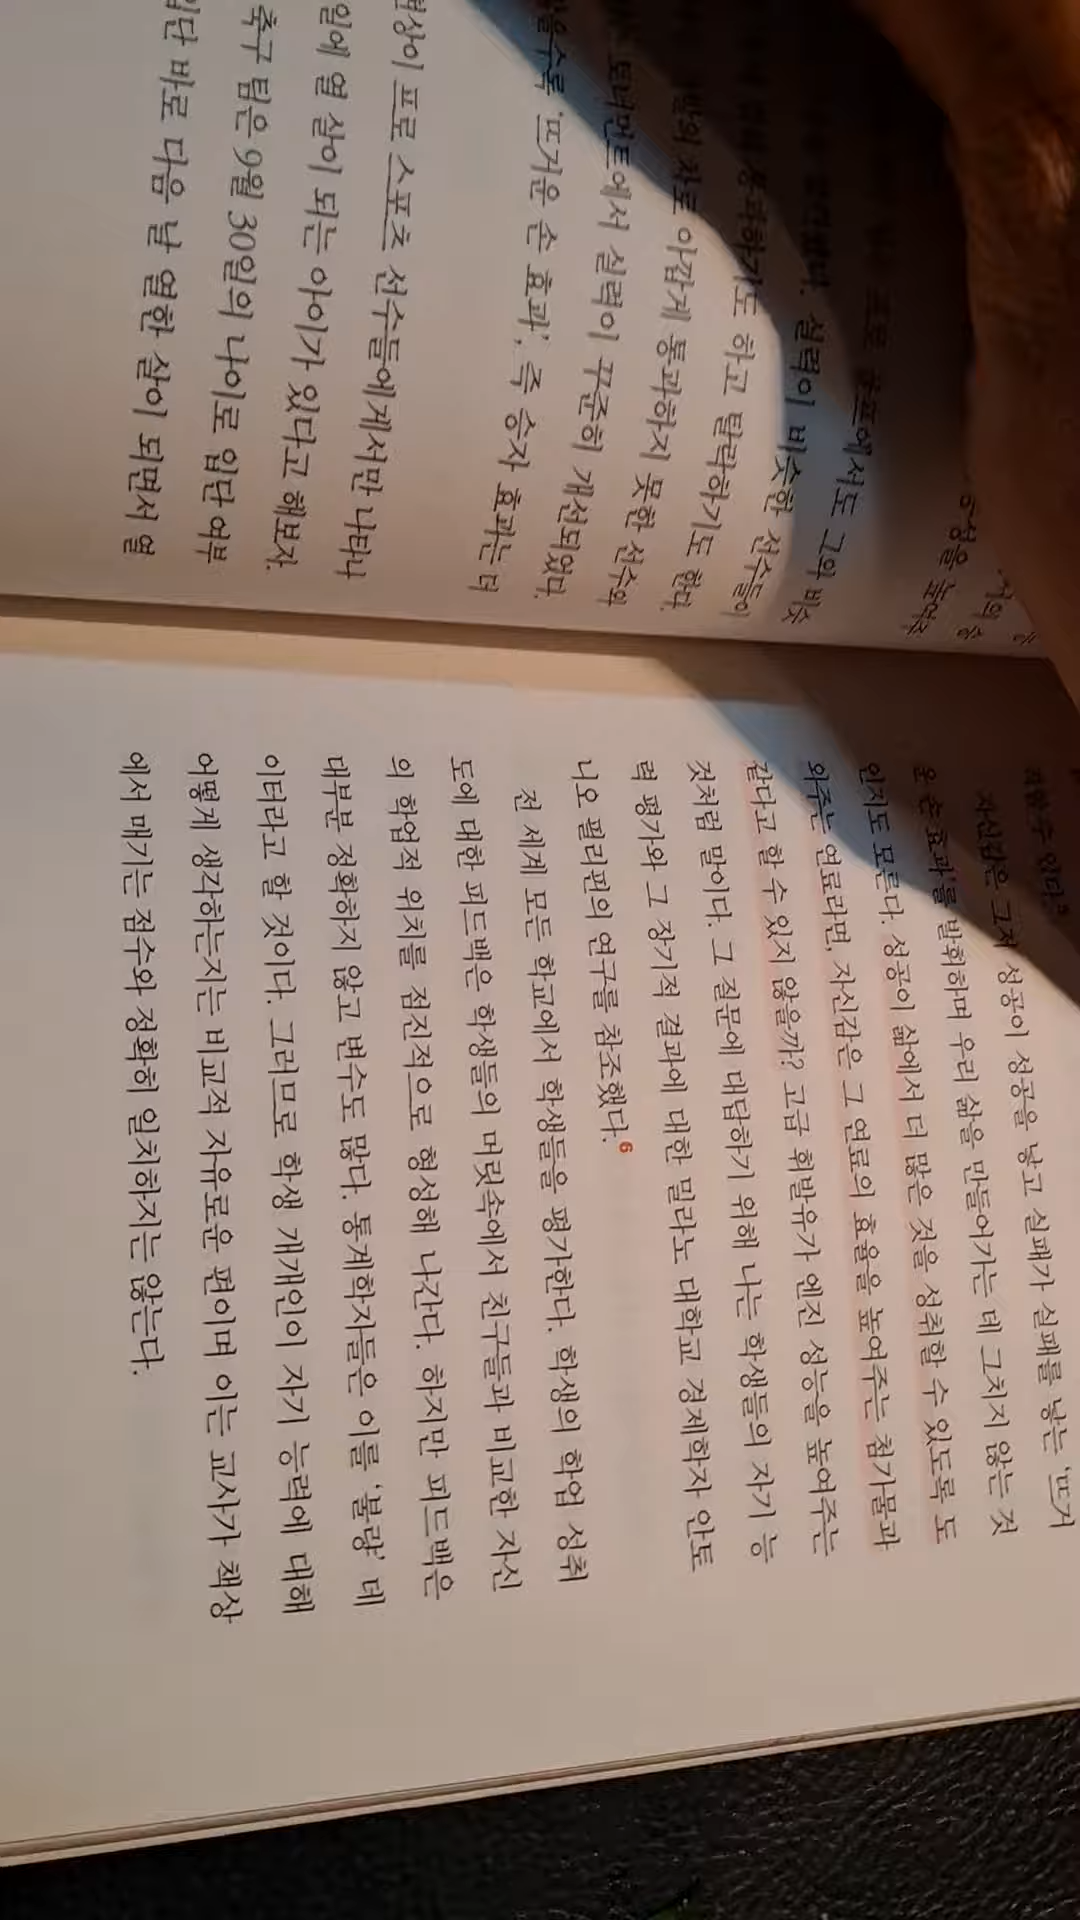 성을 높여주
프로 골프에서도 그와 비슷
실력이 비슷한 선수들이
통과하기도 하고 탈락하기도 한다.
차로 아깝게 통과하지 못한 선수와
토너먼트에서 실력이 꾸준히 개선되었다.
'뜨거운 손 효과', 즉 승자 효과는 더
현상이 프로 스포츠 선수들에게서만 나타나
일에 열 살이 되는 아이가 있다고 해보자.
축구 팀은 9월 30일의 나이로 입단 여부
입단 바로 다음 날 열한 살이 되면서 열
수 있다.5
자신감은 그저 성공이 성공을 낳고 실패가 실패를 낳는 '뜨거
운 손 효과'를 발휘하며 우리 삶을 만들어가는 데 그치지 않는 것
인지도 모른다. 성공이 삶에서 더 많은 것을 성취할 수 있도록 도
와주는 연료라면, 자신감은 그 연료의 효율을 높여주는 첨가물과
같다고 할 수 있지 않을까? 고급 휘발유가 엔진 성능을 높여주는
것처럼 말이다. 그 질문에 대답하기 위해 나는 학생들의 자기 능
력 평가와 그 장기적 결과에 대한 밀라노 대학교 경제학자 안토
니오 필리핀의 연구를 참조했다.6
전 세계 모든 학교에서 학생들을 평가한다. 학생의 학업 성취
도에 대한 피드백은 학생들의 머릿속에서 친구들과 비교한 자신
의 학업적 위치를 점진적으로 형성해 나간다. 하지만 피드백은
대부분 정확하지 않고 변수도 많다. 통계학자들은 이를 '불량' 데
이터라고 할 것이다. 그러므로 학생 개개인이 자기 능력에 대해
어떻게 생각하는지는 비교적 자유로운 편이며 이는 교사가 책상
에서 매기는 점수와 정확히 일치하지는 않는다.